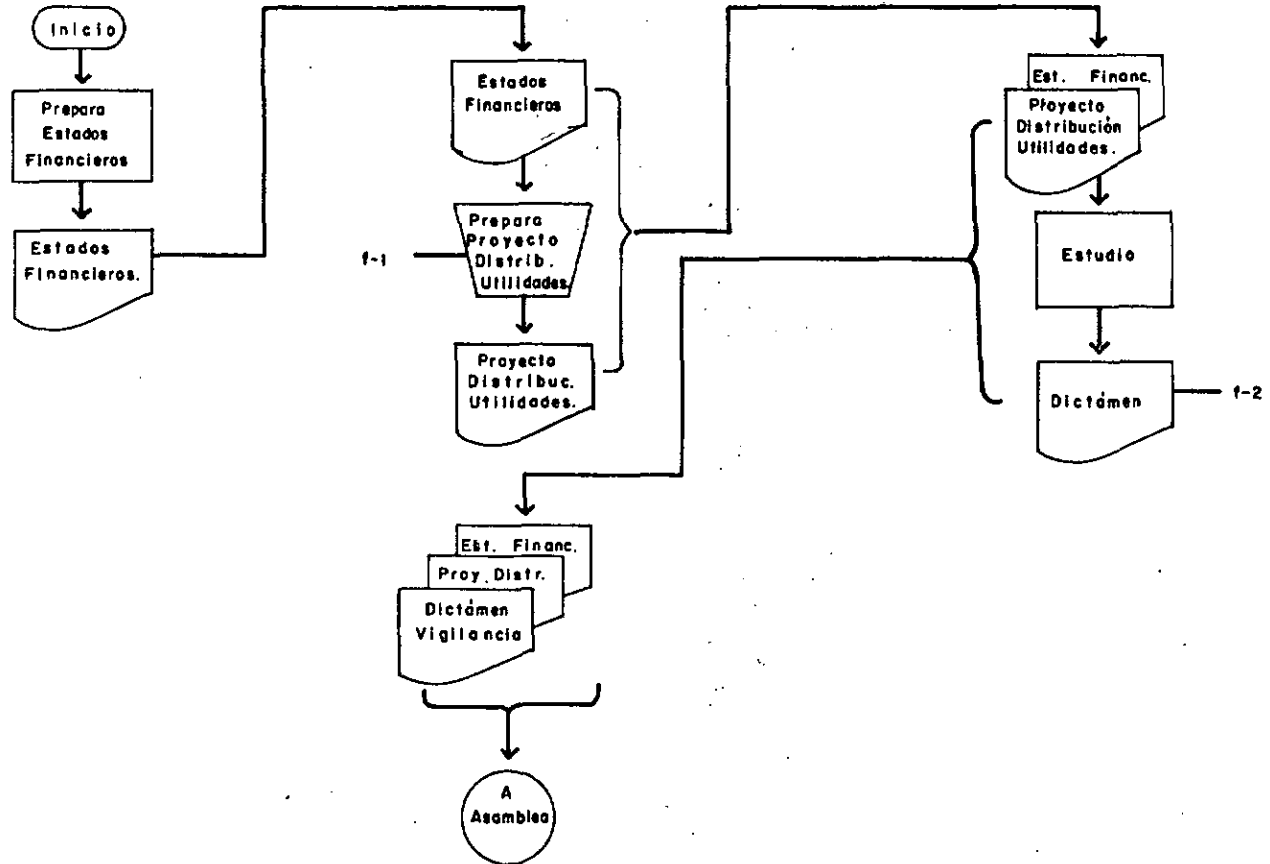 Inicio
Prepara
Estados
Financieros
Estados
Financieros.
Estados
Financieros
Prepara
Proyecto
Distrib.
Utilidades.
f-1
Proyecto
Distribuc.
Utilidades.
Est. Financ.
Proyecto
Distribución
Utilidades.
Estudio
Dictámen
f-2
Est. Financ.
Proy. Distr.
Dictámen
Vigilancia
A
Asamblea